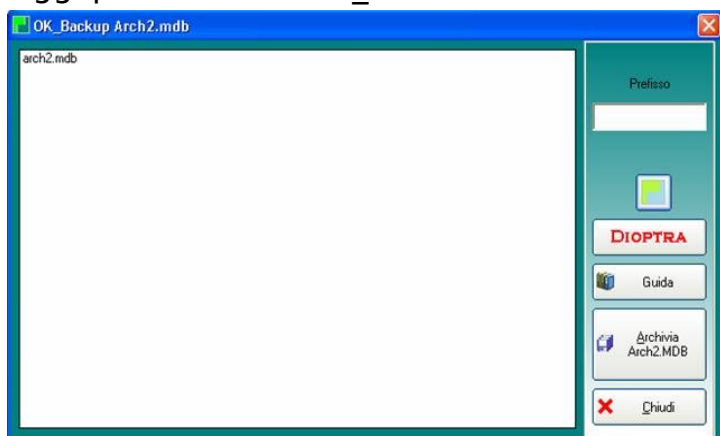 OK_Backup Arch2.mdb
arch2.mdb
Prefisso
DIOPTRA
Guida
Archivia
Arch2.MDB
Chiudi